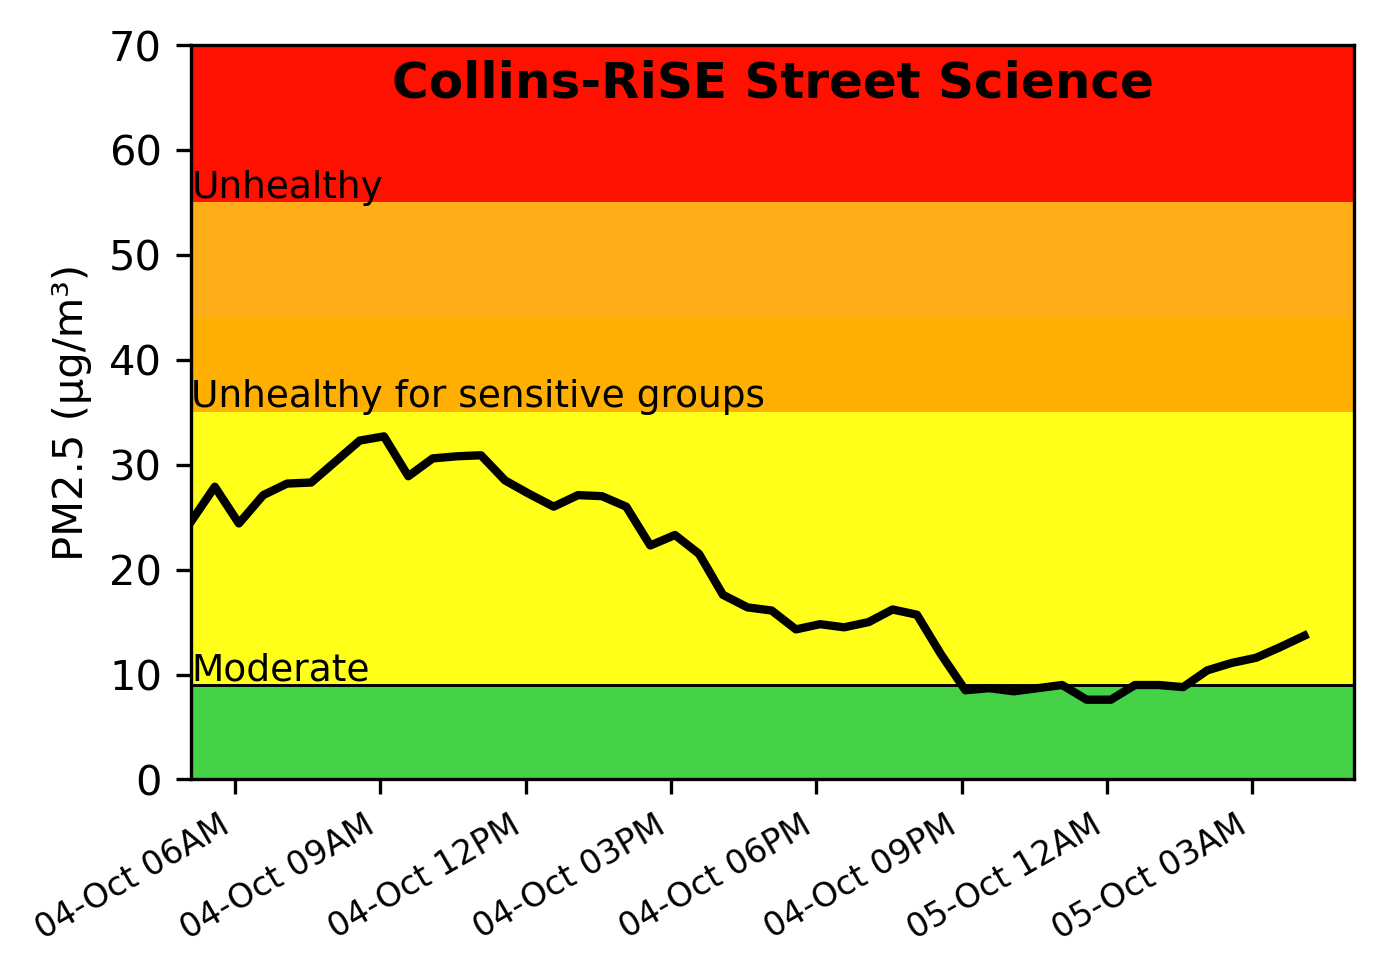 Collins-RiSE Street Science
PM2.5 (µg/m³)
70
60
50
40
30
20
10
0
Unhealthy
Unhealthy for sensitive groups
Moderate
04-Oct 06AM
04-Oct 09AM
04-Oct 12PM
04-Oct 03PM
04-Oct 06PM
04-Oct 09PM
05-Oct 12AM
05-Oct 03AM